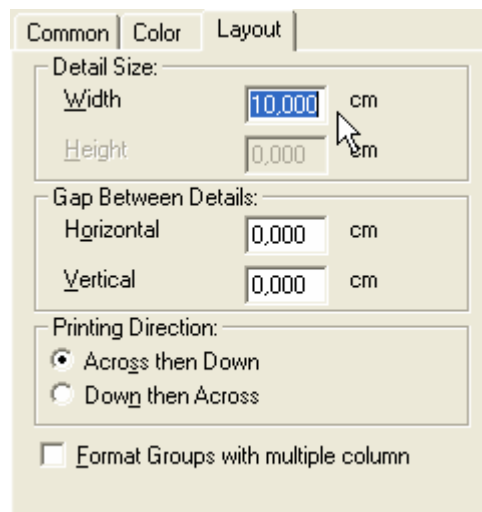 Common Color Layout
Detail Size:
Width 10,000 cm
Height 0,000 cm
Gap Between Details:
Horizontal 0,000 cm
Vertical 0,000 cm
Printing Direction:
Across then Down
Down then Across
Format Groups with multiple column